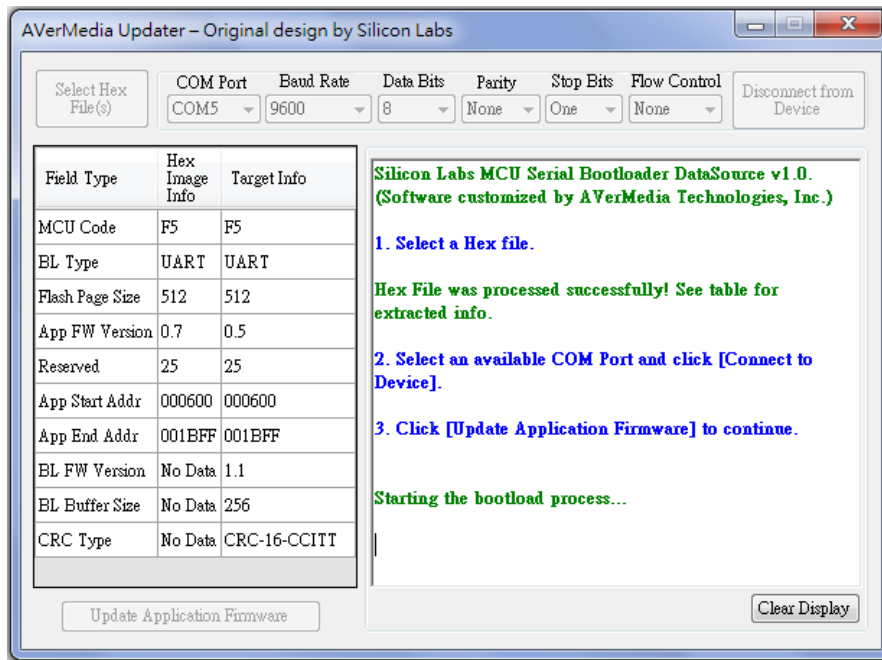 AVerMedia Updater – Original design by Silicon Labs
Select Hex
File(s)
COM Port Baud Rate Data Bits Parity Stop Bits Flow Control
COM5 9600 8 None One None
Disconnect from
Device
Field Type Hex Image Info Target Info
MCU Code F5 F5
BL Type UART UART
Flash Page Size 512 512
App FW Version 0.7 0.5
Reserved 25 25
App Start Addr 000600 000600
App End Addr 001BFF 001BFF
BL FW Version No Data 1.1
BL Buffer Size No Data 256
CRC Type No Data CRC-16-CCITT
Update Application Firmware
Silicon Labs MCU Serial Bootloader DataSource v1.0.
(Software customized by AVerMedia Technologies, Inc.)
1. Select a Hex file.
Hex File was processed successfully! See table for
extracted info.
2. Select an available COM Port and click [Connect to
Device].
3. Click [Update Application Firmware] to continue.
Starting the bootload process...
Clear Display